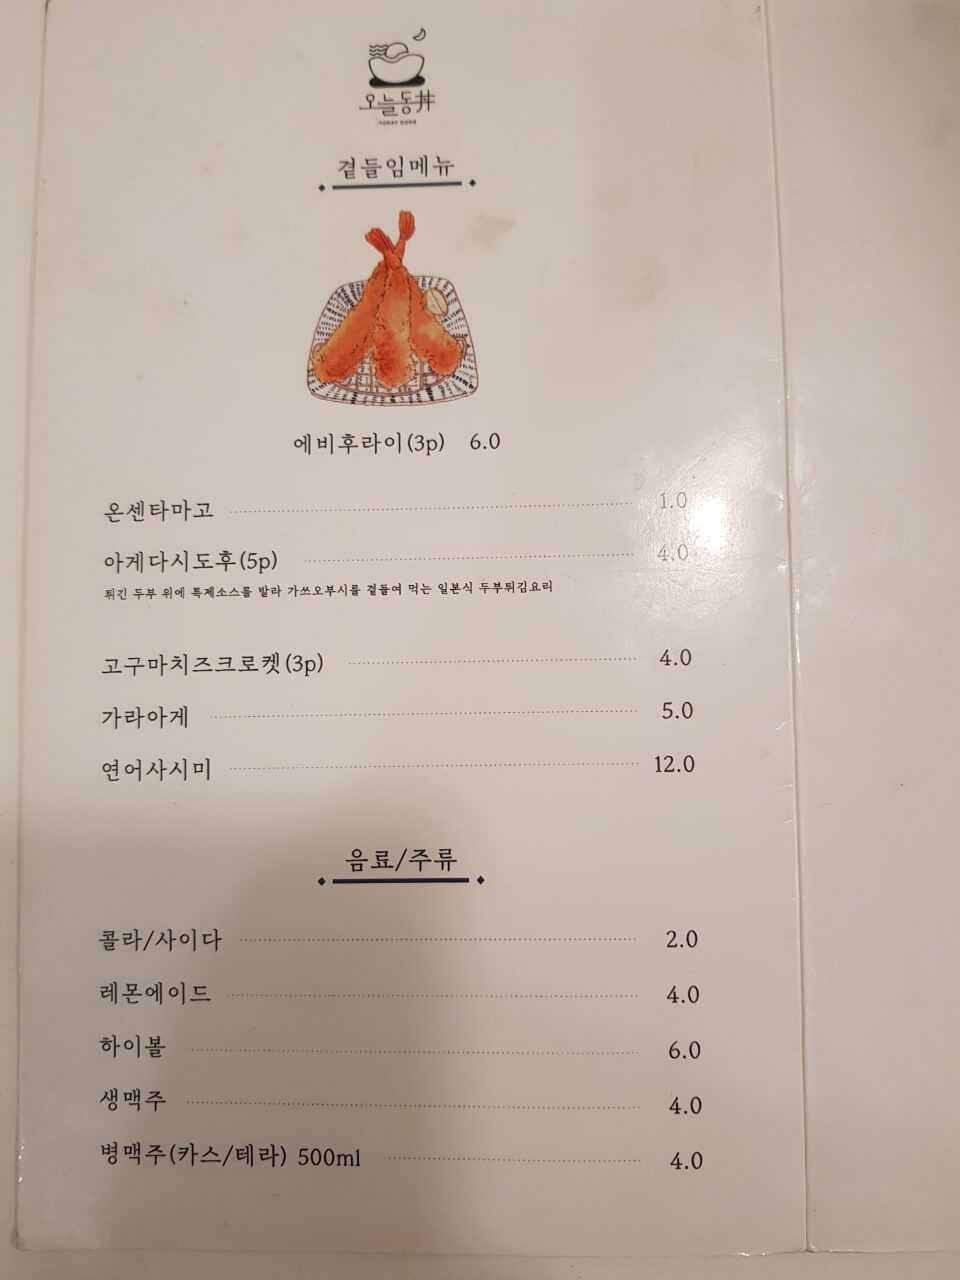 오늘동丼
TODAY DONG
곁들임메뉴
에비후라이(3p) 6.0
온센타마고 1.0
아게다시도후(5p) 4.0
튀긴 두부 위에 특제소스를 발라 가쓰오부시를 곁들여 먹는 일본식 두부튀김요리
고구마치즈크로켓(3p) 4.0
가라아게 5.0
연어사시미 12.0
음료/주류
콜라/사이다 2.0
레몬에이드 4.0
하이볼 6.0
생맥주 4.0
병맥주(카스/테라) 500ml 4.0